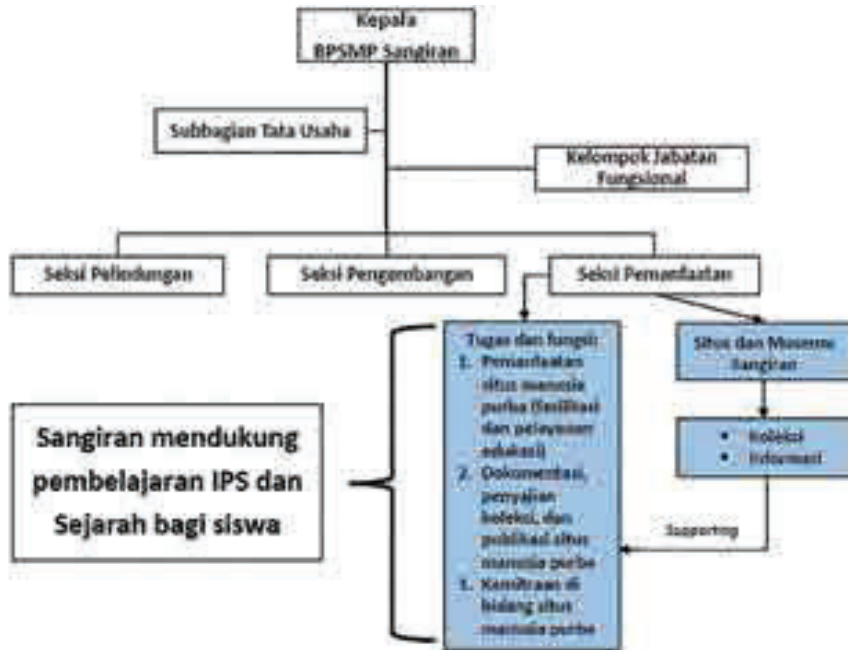 Kepala
BPSMP Sangiran
Subbagian Tata Usaha
Kelompok Jabatan
Fungsional
Seksi Pelindungan
Seksi Pengembangan
Seksi Pemanfaatan
Tugas dan fungsi:
1. Pemanfaatan
situs manusia
purba (fasilitasi
dan pelayanan
edukasi)
2. Dokumentasi,
penyajian
koleksi, dan
publikasi situs
manusia purba
3. Kemitraan di
bidang situs
manusia purba
Situs dan Museum
Sangiran
• Koleksi
• Informasi
Supporting
Sangiran mendukung
pembelajaran IPS dan
Sejarah bagi siswa